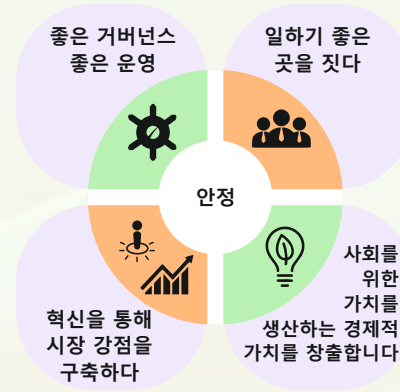 좋은 거버넌스
좋은 운영
일하기 좋은
곳을 짓다
안정
혁신을 통해
시장 강점을
구축하다
사회를
위한
가치를
생산하는 경제적
가치를 창출합니다